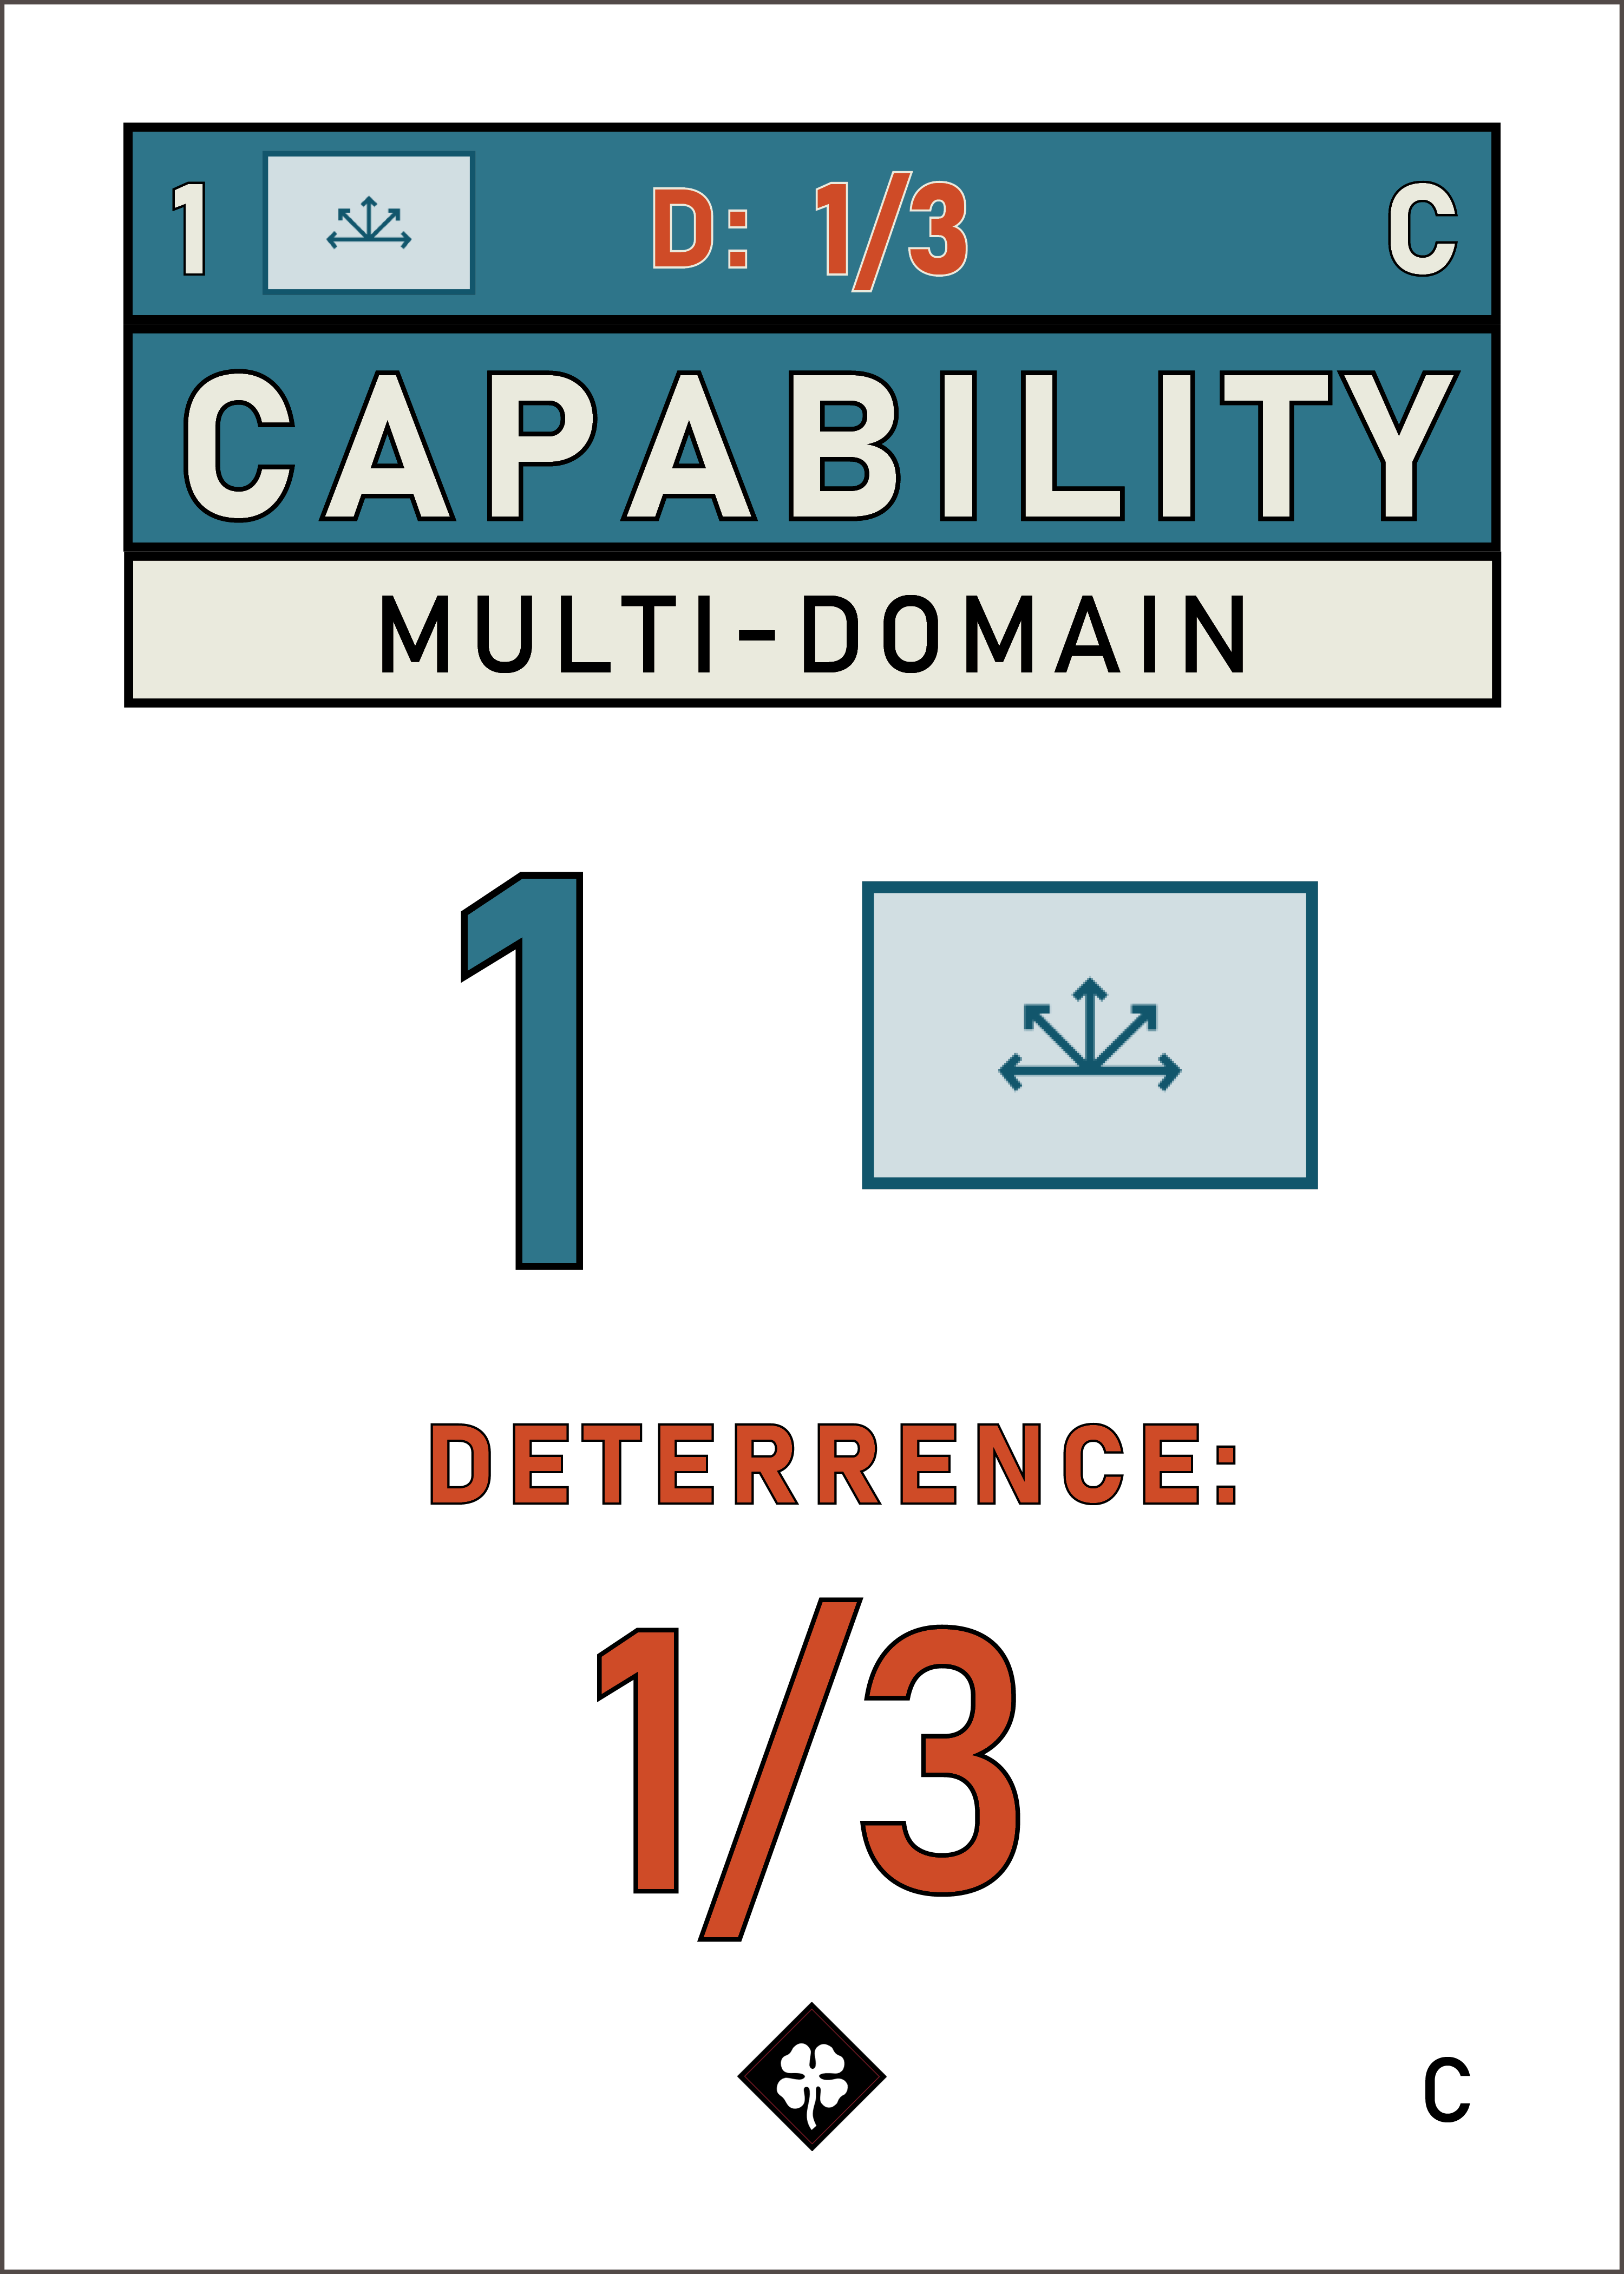 1 D: 1/3 C
CAPABILITY
MULTI-DOMAIN
1
DETERRENCE:
1/3
C